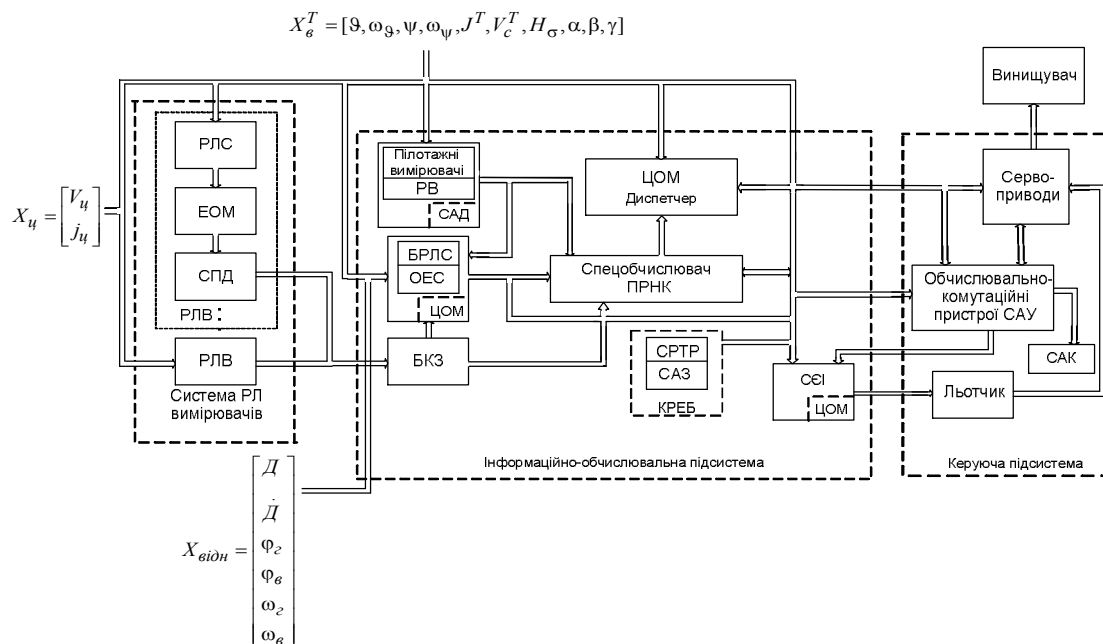 X_в^T = [ϑ, ω_ϑ, ψ, ω_ψ, J^T, V_c^T, H_σ, α, β, γ]
Винищувач
РЛС
ЕОМ
СПД
РЛВ
РЛВ
Система РЛ
вимірювачів
X_ц = [V_ц
j_ц]
Пілотажні
вимірювачі
РВ
САД
БРЛС
ОЕС
ЦОМ
БКЗ
ЦОМ
Диспетчер
Спецобчислювач
ПРНК
СРТР
САЗ
КРЕБ
СЄІ
ЦОМ
Інформаційно-обчислювальна підсистема
Серво-
приводи
Обчислювально-
комутаційні
пристрої САУ
САК
Льотчик
Керуюча підсистема
X_відн = [Д
Д̇
φ_г
φ_в
ω_г
ω_в]